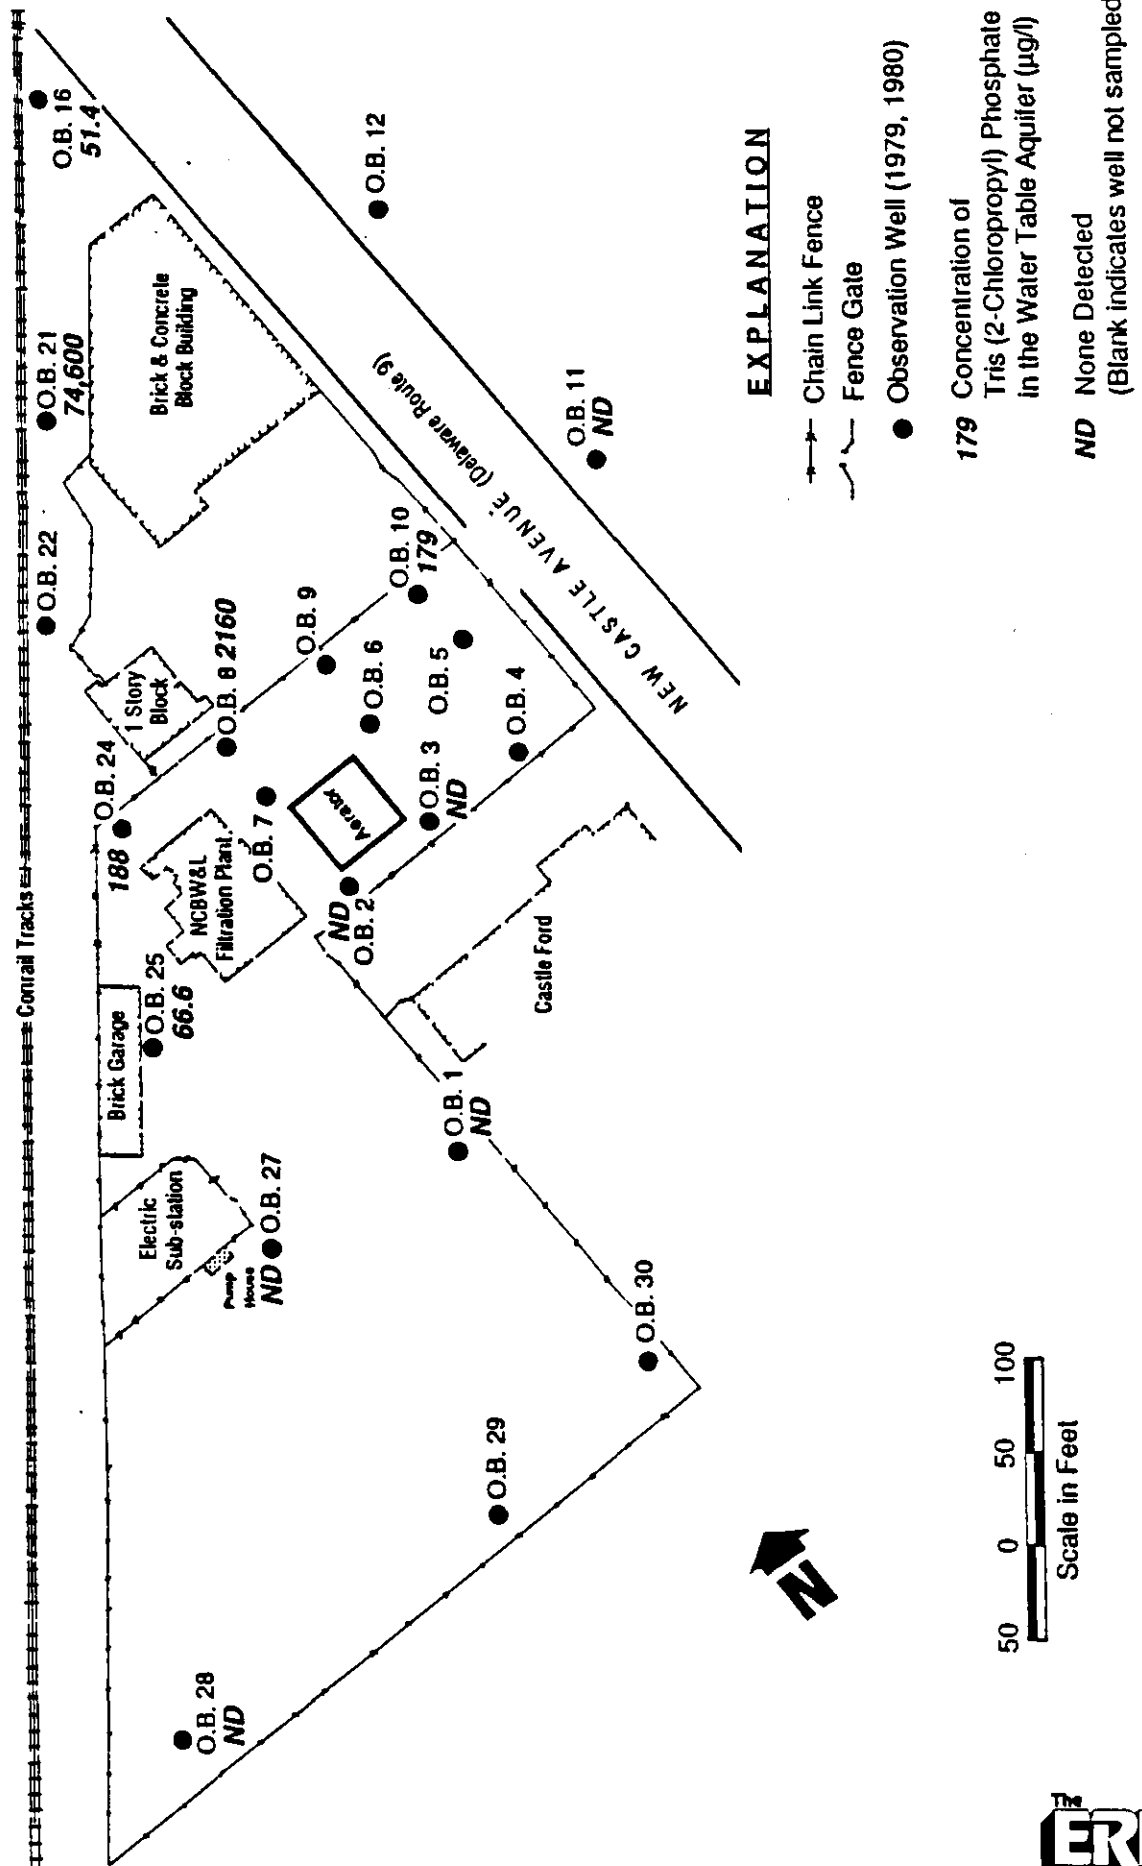 Conrail Tracks
O.B. 16
51.4
O.B. 21
74,600
O.B. 22
O.B. 12
Brick & Concrete
Block Building
O.B. 24
188
1 Story
Block
O.B. 8 2160
O.B. 9
O.B. 10
179
O.B. 11
ND
NEW CASTLE AVENUE (Delaware Route 9)
O.B. 6
O.B. 5
O.B. 4
O.B. 7
Aerator
O.B. 3
ND
ND
O.B. 2
NCBW&L
Filtration Plant.
Brick Garage
O.B. 25
66.6
Castle Ford
Electric
Sub-station
Pump
House
ND
O.B. 27
O.B. 1
ND
O.B. 30
O.B. 29
O.B. 28
ND
N
EXPLANATION
Chain Link Fence
Fence Gate
Observation Well (1979, 1980)
179 Concentration of
Tris (2-Chloropropyl) Phosphate
in the Water Table Aquifer (µg/l)
ND None Detected
(Blank indicates well not sampled
50 0 50 100
Scale in Feet
The
ER